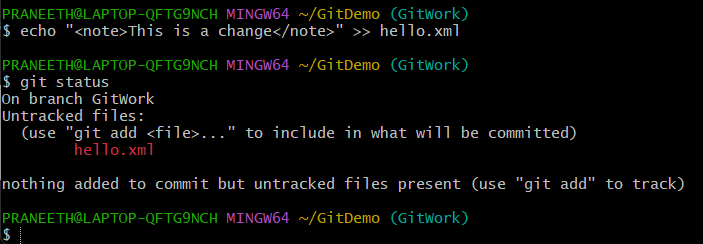 PRANEETH@LAPTOP-QFTG9NCH MINGW64 ~/GitDemo (GitWork)
$ echo "<note>This is a change</note>" >> hello.xml
PRANEETH@LAPTOP-QFTG9NCH MINGW64 ~/GitDemo (GitWork)
$ git status
On branch GitWork
Untracked files:
  (use "git add <file>..." to include in what will be committed)
        hello.xml
nothing added to commit but untracked files present (use "git add" to track)
PRANEETH@LAPTOP-QFTG9NCH MINGW64 ~/GitDemo (GitWork)
$